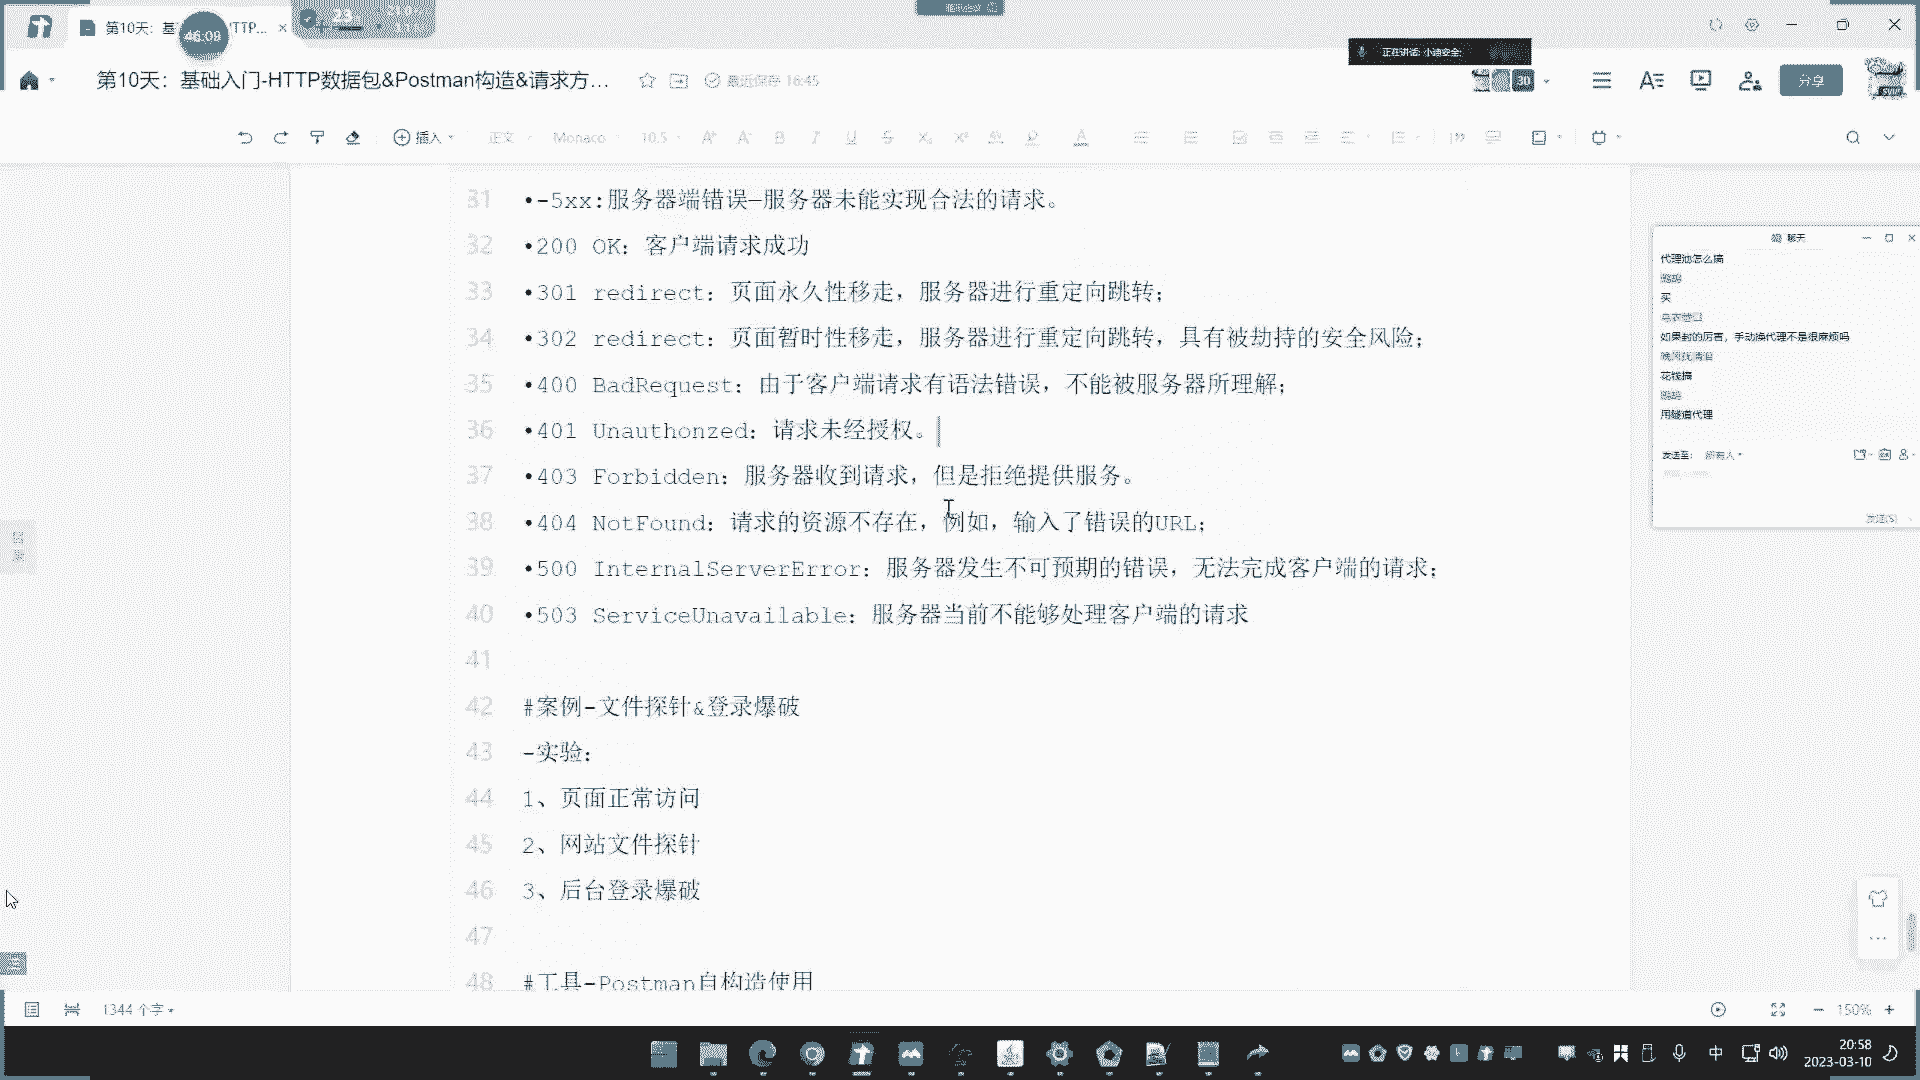 第10天：基
TTP...
46:09
正在讲话: 小迪安全:
第10天：基础入门-HTTP数据包&Postman构造&请求方...
最近保存 16:45
30
分享
插入
正文
Monaco
10.5
31 •-5xx:服务器端错误—服务器未能实现合法的请求。
32 •200 OK：客户端请求成功
33 •301 redirect：页面永久性移走，服务器进行重定向跳转；
34 •302 redirect：页面暂时性移走，服务器进行重定向跳转，具有被劫持的安全风险；
35 •400 BadRequest：由于客户端请求有语法错误，不能被服务器所理解；
36 •401 Unauthonzed：请求未经授权。
37 •403 Forbidden：服务器收到请求，但是拒绝提供服务。
38 •404 NotFound：请求的资源不存在，例如，输入了错误的URL；
39 •500 InternalServerError：服务器发生不可预期的错误，无法完成客户端的请求；
40 •503 ServiceUnavailable：服务器当前不能够处理客户端的请求
41
42 #案例-文件探针&登录爆破
43 -实验：
44 1、页面正常访问
45 2、网站文件探针
46 3、后台登录爆破
47
48 #工具-Postman自构造使用
聊天
代理池怎么搞
买
如果封的厉害，手动换代理不是很麻烦吗
花钱搞
用隧道代理
发送至：所有人
发送(S)
1344 个字
150%
中
20:58
2023-03-10